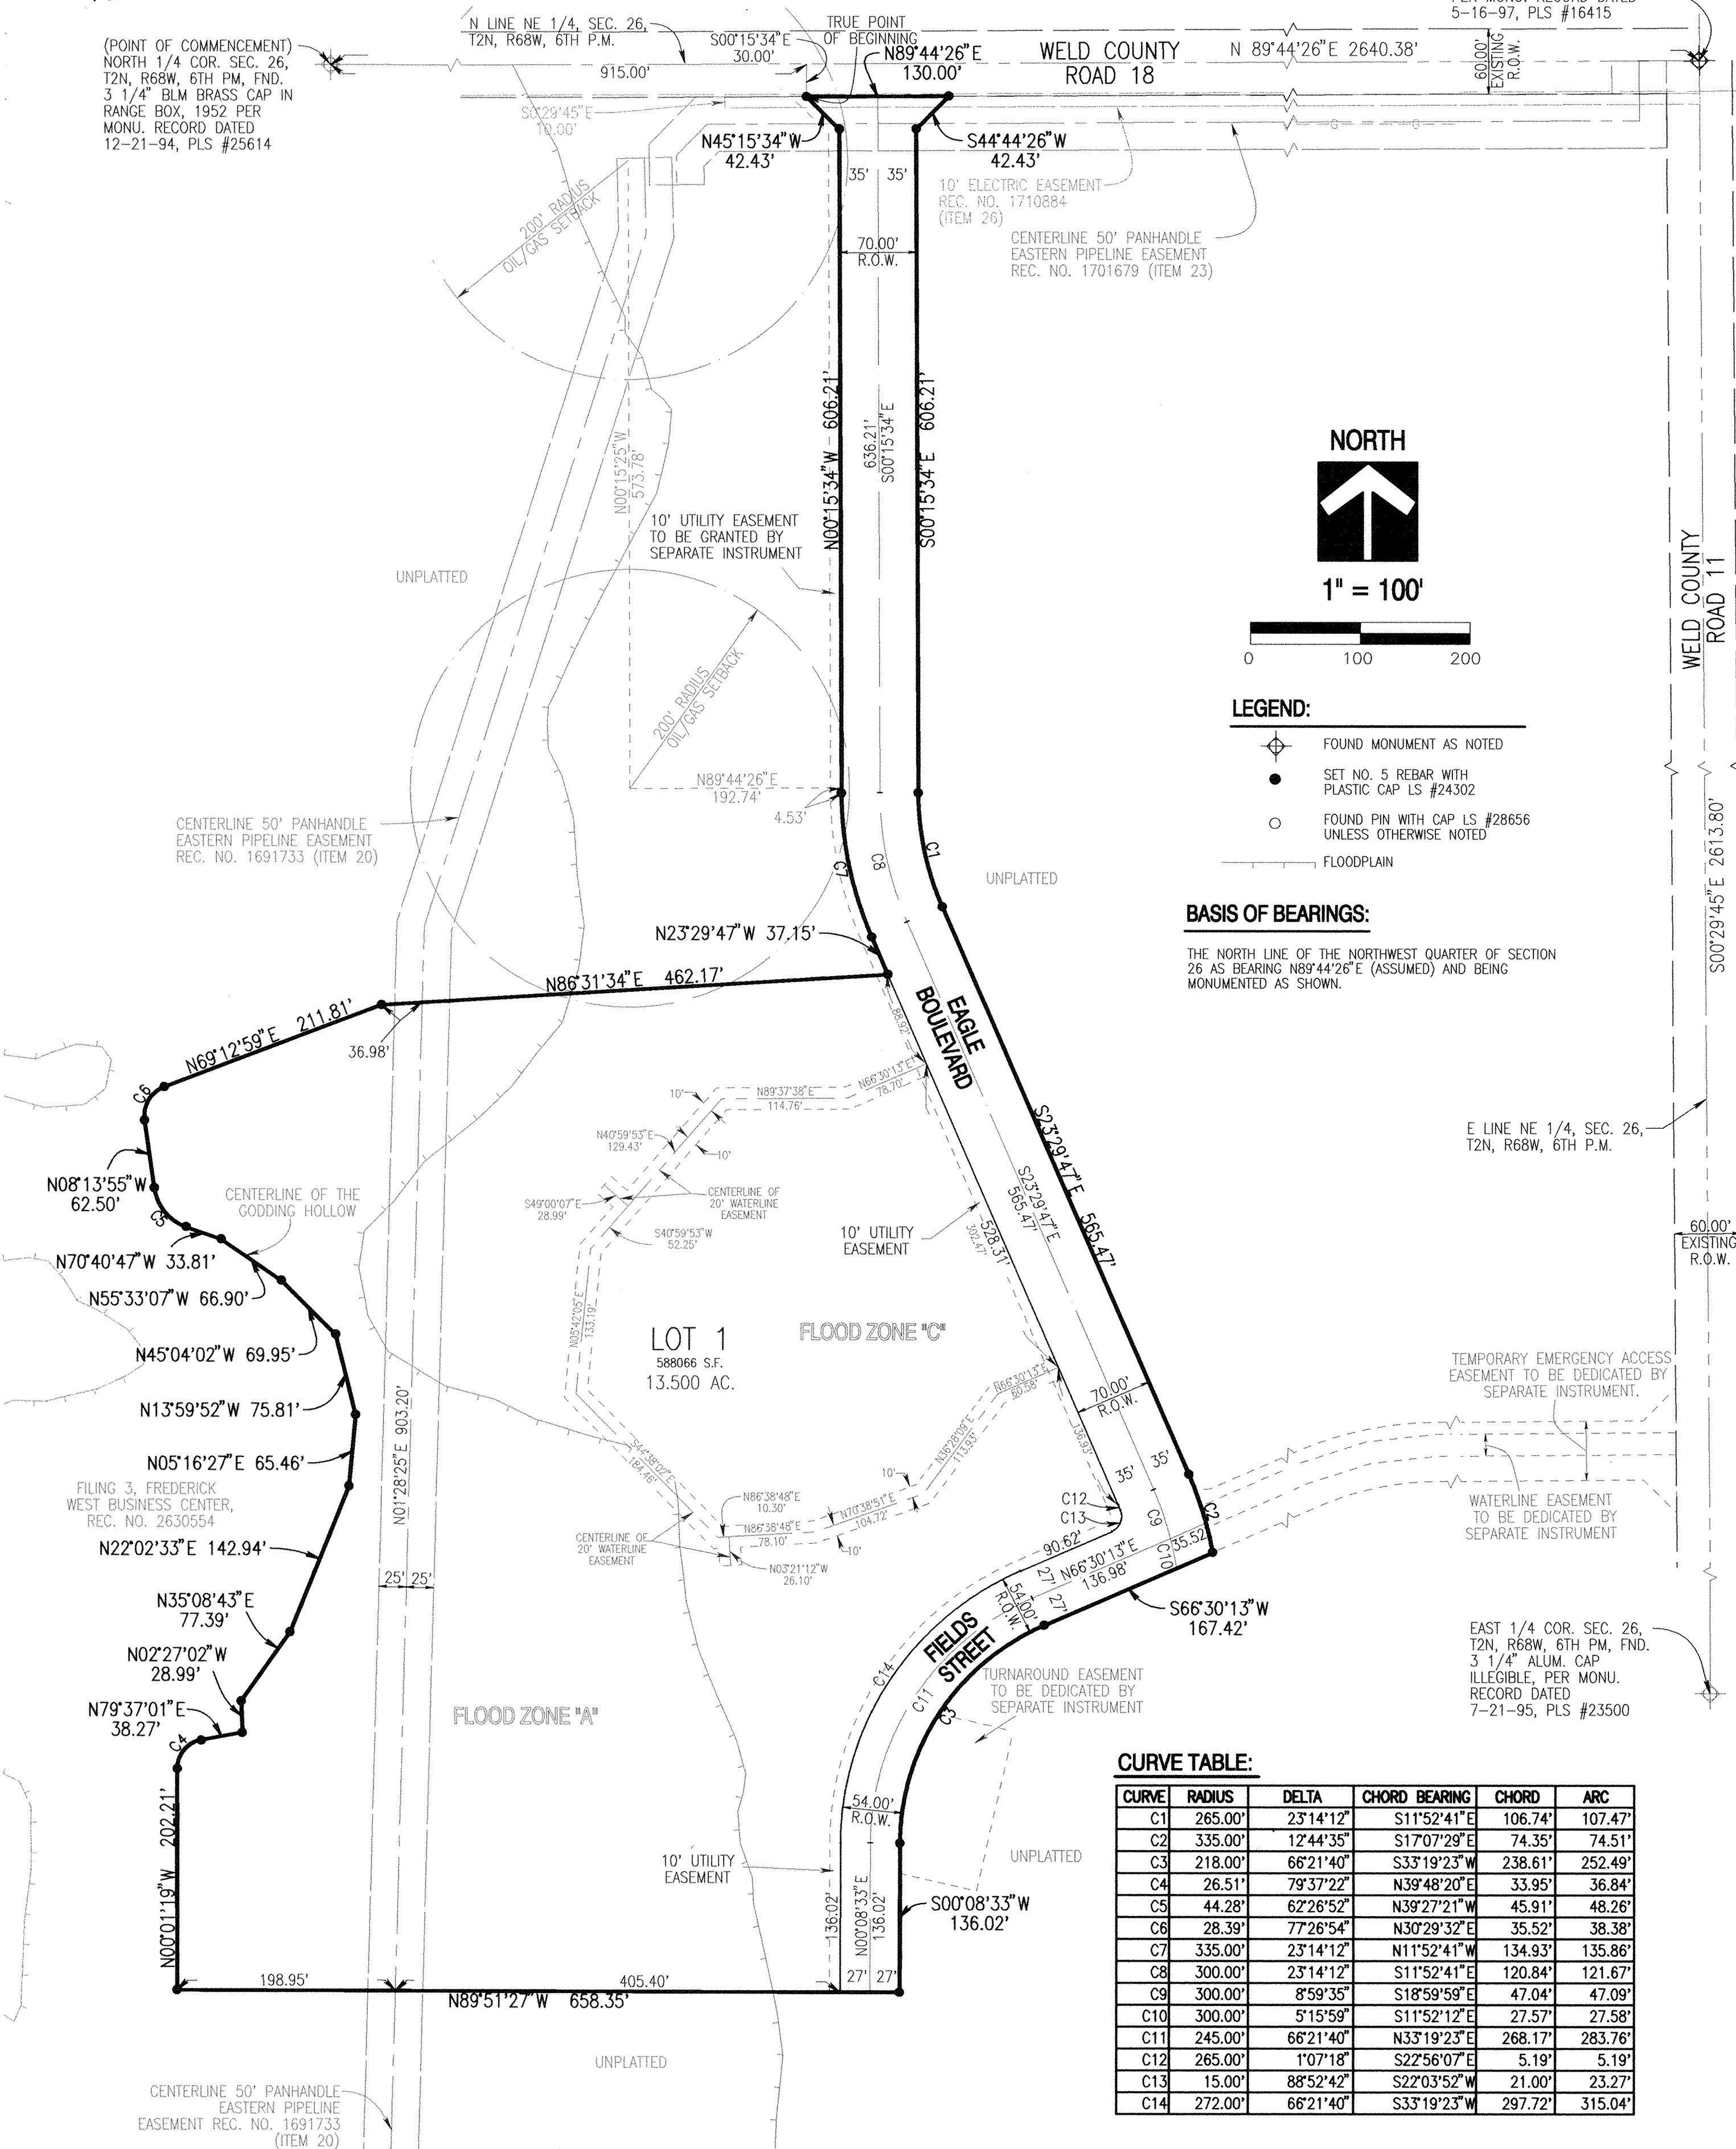 PER MONU. RECORD DATED
5-16-97, PLS #16415
(POINT OF COMMENCEMENT)
NORTH 1/4 COR. SEC. 26,
T2N, R68W, 6TH PM, FND.
3 1/4" BLM BRASS CAP IN
RANGE BOX, 1952 PER
MONU. RECORD DATED
12-21-94, PLS #25614
N LINE NE 1/4, SEC. 26,
T2N, R68W, 6TH P.M.
915.00'
S00°15'34"E
30.00'
TRUE POINT
OF BEGINNING
N89°44'26"E
130.00'
WELD COUNTY
ROAD 18
N 89°44'26"E 2640.38'
60.00'
EXISTING
R.O.W.
S0°29'45"E
10.00'
N45°15'34"W
42.43'
S44°44'26"W
42.43'
35'
35'
10' ELECTRIC EASEMENT
REC. NO. 1710884
(ITEM 26)
CENTERLINE 50' PANHANDLE
EASTERN PIPELINE EASEMENT
REC. NO. 1701679 (ITEM 23)
200' RADIUS
OIL/GAS SETBACK
70.00'
R.O.W.
N00°15'34"W 606.21'
636.21'
S00°15'34"E
S00°15'34"E 606.21'
N00°15'25"W
573.78'
10' UTILITY EASEMENT
TO BE GRANTED BY
SEPARATE INSTRUMENT
UNPLATTED
NORTH
1" = 100'
0 100 200
LEGEND:
FOUND MONUMENT AS NOTED
SET NO. 5 REBAR WITH
PLASTIC CAP LS #24302
FOUND PIN WITH CAP LS #28656
UNLESS OTHERWISE NOTED
FLOODPLAIN
WELD COUNTY
ROAD 11
S00°29'45"E 2613.80'
200' RADIUS
OIL/GAS SETBACK
N89°44'26"E
192.74'
4.53'
CENTERLINE 50' PANHANDLE
EASTERN PIPELINE EASEMENT
REC. NO. 1691733 (ITEM 20)
C7
C8
C1
UNPLATTED
BASIS OF BEARINGS:
THE NORTH LINE OF THE NORTHWEST QUARTER OF SECTION
26 AS BEARING N89°44'26"E (ASSUMED) AND BEING
MONUMENTED AS SHOWN.
N23°29'47"W 37.15'
N86°31'34"E 462.17'
N69°12'59"E 211.81'
36.98'
EAGLE
BOULEVARD
88.92'
C6
N66°30'13"E
78.70'
N89°37'38"E
114.76'
10'
N40°59'53"E
129.43'
10'
S23°29'47"E 565.47'
S23°29'47"E
565.47'
E LINE NE 1/4, SEC. 26,
T2N, R68W, 6TH P.M.
N08°13'55"W
62.50'
CENTERLINE OF THE
GODDING HOLLOW
C5
S49°00'07"E
28.99'
CENTERLINE OF
20' WATERLINE
EASEMENT
S40°59'53"W
52.25'
10' UTILITY
EASEMENT
528.31'
302.47'
60.00'
EXISTING
R.O.W.
N70°40'47"W 33.81'
N55°33'07"W 66.90'
N45°04'02"W 69.95'
N05°42'05"E
133.19'
LOT 1
588066 S.F.
13.500 AC.
FLOOD ZONE "C"
N66°30'13"E
60.58'
TEMPORARY EMERGENCY ACCESS
EASEMENT TO BE DEDICATED BY
SEPARATE INSTRUMENT.
N13°59'52"W 75.81'
70.00'
R.O.W.
136.93'
N05°16'27"E 65.46'
N01°28'25"E 903.20'
S44°38'02"E
184.46'
N36°28'09"E
113.93'
35'
35'
FILING 3, FREDERICK
WEST BUSINESS CENTER,
REC. NO. 2630554
N86°38'48"E
10.30'
10'
N70°38'51"E
104.72'
C12
C13
C9
C2
WATERLINE EASEMENT
TO BE DEDICATED BY
SEPARATE INSTRUMENT
N22°02'33"E 142.94'
CENTERLINE OF
20' WATERLINE
EASEMENT
N86°38'48"E
78.10'
10'
N03°21'12"W
26.10'
90.62'
C10
35.52'
N66°30'13"E
136.98'
27'
27'
54.00'
R.O.W.
25'
25'
N35°08'43"E
77.39'
S66°30'13"W
167.42'
FIELDS
STREET
N02°27'02"W
28.99'
EAST 1/4 COR. SEC. 26,
T2N, R68W, 6TH PM, FND.
3 1/4" ALUM. CAP
ILLEGIBLE, PER MONU.
RECORD DATED
7-21-95, PLS #23500
C14
C11
C3
TURNAROUND EASEMENT
TO BE DEDICATED BY
SEPARATE INSTRUMENT
N79°37'01"E
38.27'
FLOOD ZONE "A"
C4
N00°01'19"W 202.21'
54.00'
R.O.W.
10' UTILITY
EASEMENT
UNPLATTED
136.02'
N00°08'33"E
136.02'
S00°08'33"W
136.02'
198.95'
405.40'
27'
27'
N89°51'27"W 658.35'
UNPLATTED
CENTERLINE 50' PANHANDLE
EASTERN PIPELINE
EASEMENT REC. NO. 1691733
(ITEM 20)
CURVE TABLE:
CURVE RADIUS DELTA CHORD BEARING CHORD ARC
C1 265.00' 23°14'12" S11°52'41"E 106.74' 107.47'
C2 335.00' 12°44'35" S17°07'29"E 74.35' 74.51'
C3 218.00' 66°21'40" S33°19'23"W 238.61' 252.49'
C4 26.51' 79°37'22" N39°48'20"E 33.95' 36.84'
C5 44.28' 62°26'52" N39°27'21"W 45.91' 48.26'
C6 28.39' 77°26'54" N30°29'32"E 35.52' 38.38'
C7 335.00' 23°14'12" N11°52'41"W 134.93' 135.86'
C8 300.00' 23°14'12" S11°52'41"E 120.84' 121.67'
C9 300.00' 8°59'35" S18°59'59"E 47.04' 47.09'
C10 300.00' 5°15'59" S11°52'12"E 27.57' 27.58'
C11 245.00' 66°21'40" N33°19'23"E 268.17' 283.76'
C12 265.00' 1°07'18" S22°56'07"E 5.19' 5.19'
C13 15.00' 88°52'42" S22°03'52"W 21.00' 23.27'
C14 272.00' 66°21'40" S33°19'23"W 297.72' 315.04'